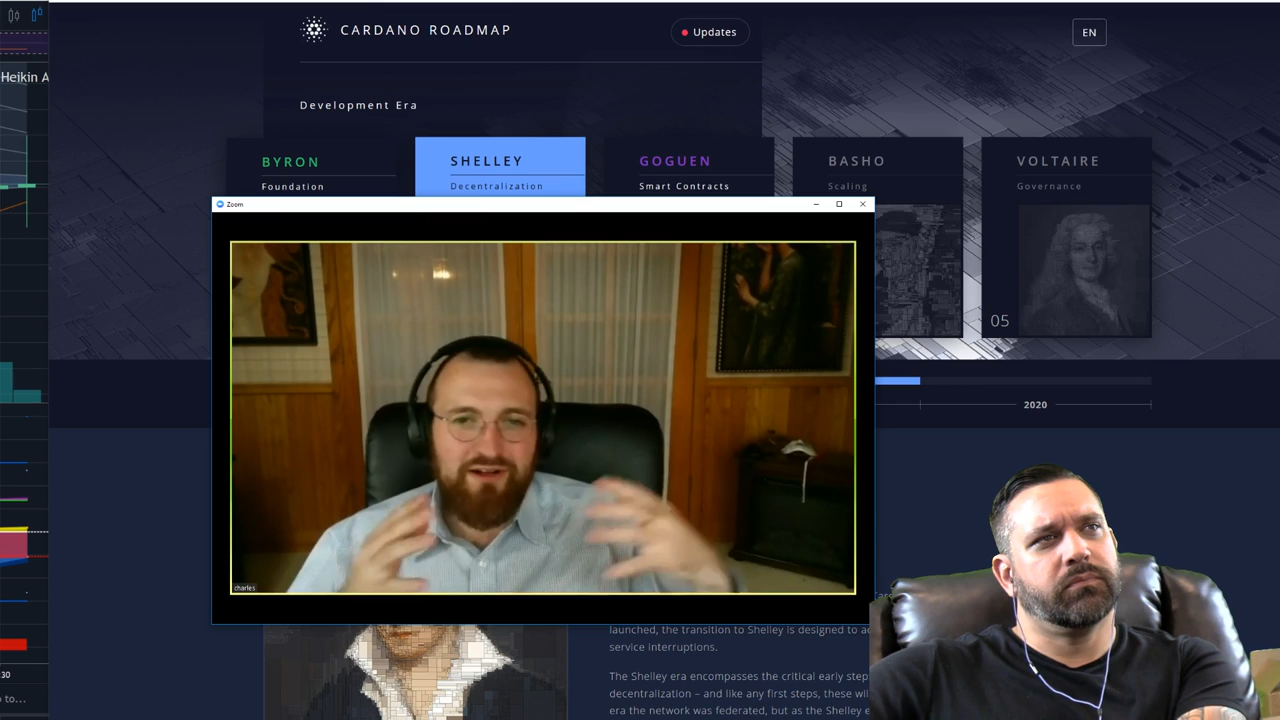 CARDANO ROADMAP
Updates
EN
Heikin A
Development Era
BYRON
Foundation
SHELLEY
Decentralization
GOGUEN
Smart Contracts
BASHO
Scaling
VOLTAIRE
Governance
Zoom
05
2020
charles
launched, the transition to Shelley is designed to
service interruptions.
The Shelley era encompasses the critical early step
decentralization – and like any first steps, these
era the network was federated, but as the Shelley
30
to...